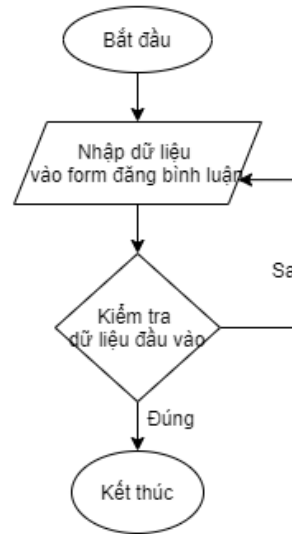 Bắt đầu
Nhập dữ liệu
vào form đăng bình luận
Sa
Kiểm tra
dữ liệu đầu vào
Đúng
Kết thúc